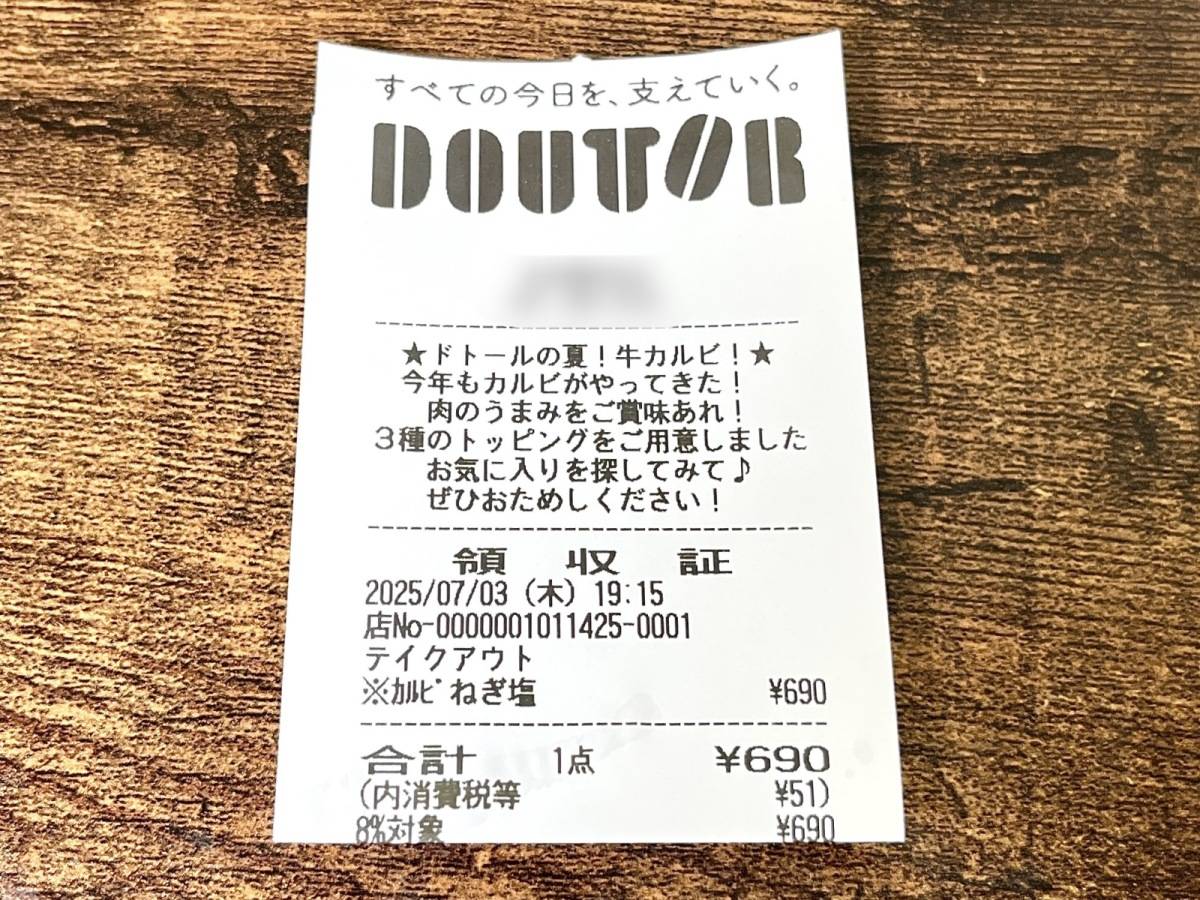 すべての今日を、支えていく。
DOUTOR
★ドトールの夏！牛カルビ！★
今年もカルビがやってきた！
肉のうまみをご賞味あれ！
３種のトッピングをご用意しました
お気に入りを探してみて♪
ぜひおためしください！
領収証
2025/07/03（木）19:15
店No-0000001011425-0001
テイクアウト
※ｶﾙﾋﾞねぎ塩 ¥690
合計 1点 ¥690
(内消費税等 ¥51)
8%対象 ¥690